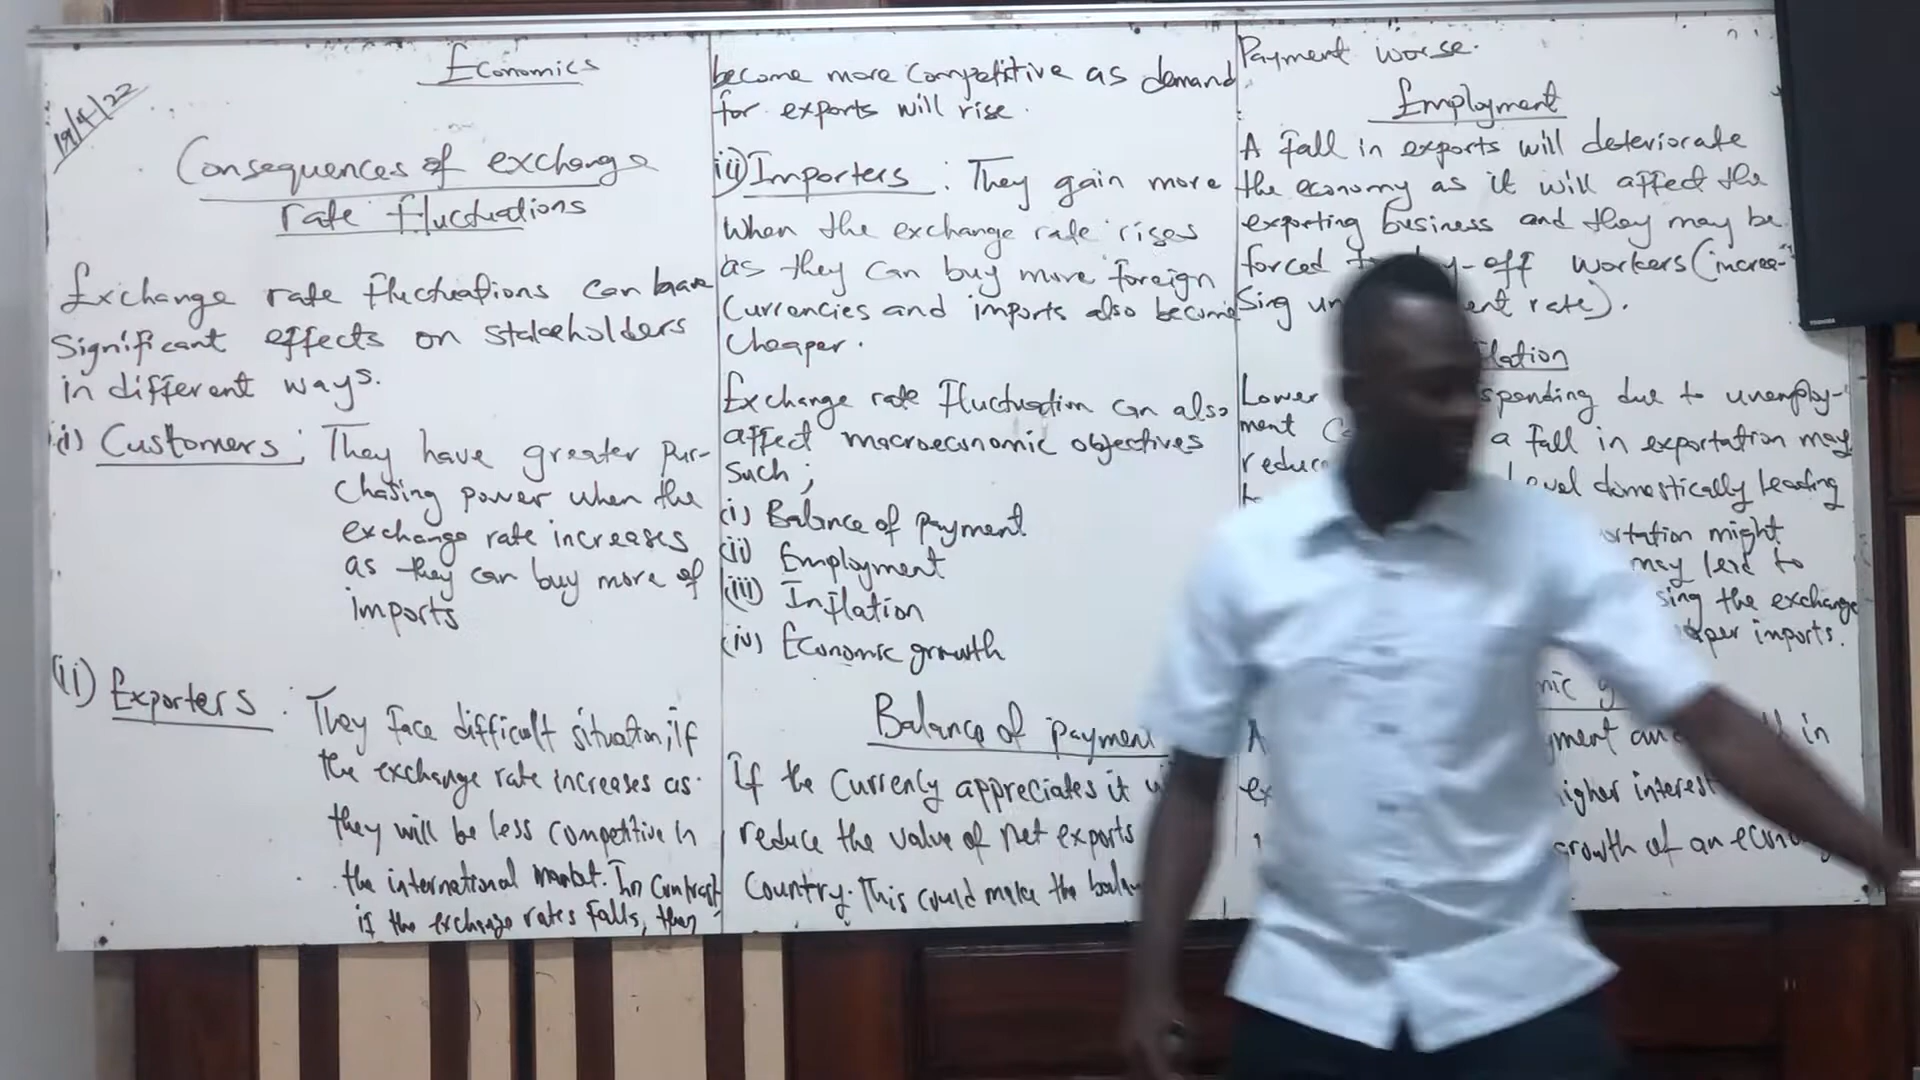 Economics
19/4/22
Consequences of exchange
rate fluctuations
Exchange rate fluctuations can have
significant effects on stakeholders
in different ways.
(i) Customers; They have greater pur-
chasing power when the
exchange rate increases
as they can buy more of
imports
(ii) Exporters : They face difficult situation; if
the exchange rate increases as
they will be less competitive in
the international market. In contrast
if the exchange rates falls, they
become more competitive as demand
for exports will rise.
iii) Importers : They gain more
when the exchange rate rises
as they can buy more foreign
currencies and imports also become
cheaper.
Exchange rate fluctuation can also
affect macroeconomic objectives
such;
(i) Balance of payment
(ii) Employment
(iii) Inflation
(iv) Economic growth
Balance of payment
If the currency appreciates it
reduce the value of net exports
country. This could make the
Payment worse.
Employment
A fall in exports will deteriorate
the economy as it will affect the
exporting business and they may be
forced off workers (increa-
sing rate).
Lower spending due to unemploy-
ment a fall in exportation may
domestically leading
might
may lead to
the exchange
imports.
in
higher interest
growth of an
TOSHIBA